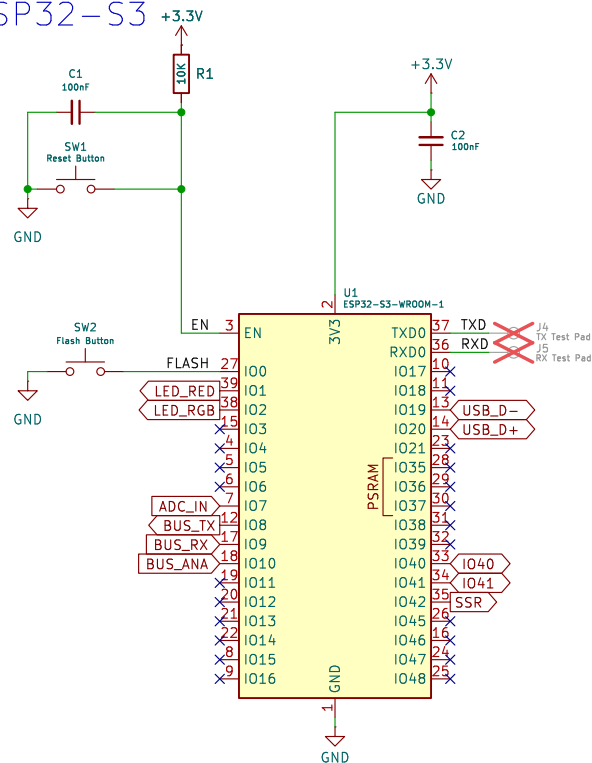 SP32-S3
+3.3V
10K
R1
C1
100nF
SW1
Reset Button
GND
+3.3V
C2
100nF
GND
U1
ESP32-S3-WROOM-1
SW2
Flash Button
GND
EN
3
EN
FLASH
27
IO0
LED_RED
39
IO1
LED_RGB
38
IO2
15
IO3
4
IO4
5
IO5
6
IO6
ADC_IN
7
IO7
BUS_TX
12
IO8
BUS_RX
17
IO9
BUS_ANA
18
IO10
19
IO11
20
IO12
21
IO13
22
IO14
8
IO15
9
IO16
2
3V3
PSRAM
GND
1
GND
TXD0
37
TXD
J4
TX Test Pad
RXD0
36
RXD
J5
RX Test Pad
IO17
10
IO18
11
IO19
13
USB_D-
IO20
14
USB_D+
IO21
23
IO35
28
IO36
29
IO37
30
IO38
31
IO39
32
IO40
33
IO40
IO41
34
IO41
IO42
35
SSR
IO45
26
IO46
16
IO47
24
IO48
25